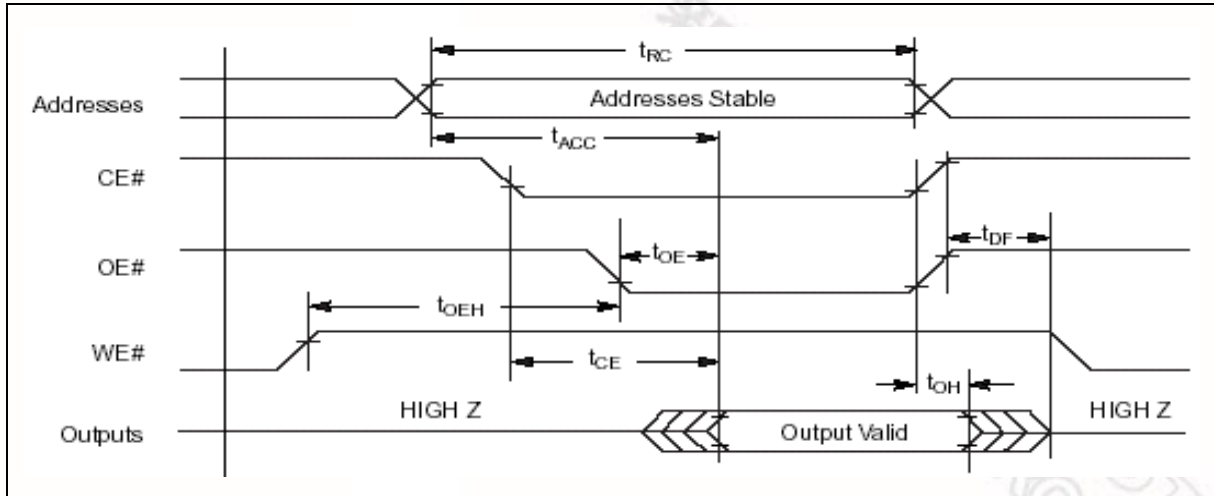 tRC
Addresses
Addresses Stable
tACC
CE#
tDF
OE#
tOE
tOEH
WE#
tCE
tOH
HIGH Z
HIGH Z
Outputs
Output Valid